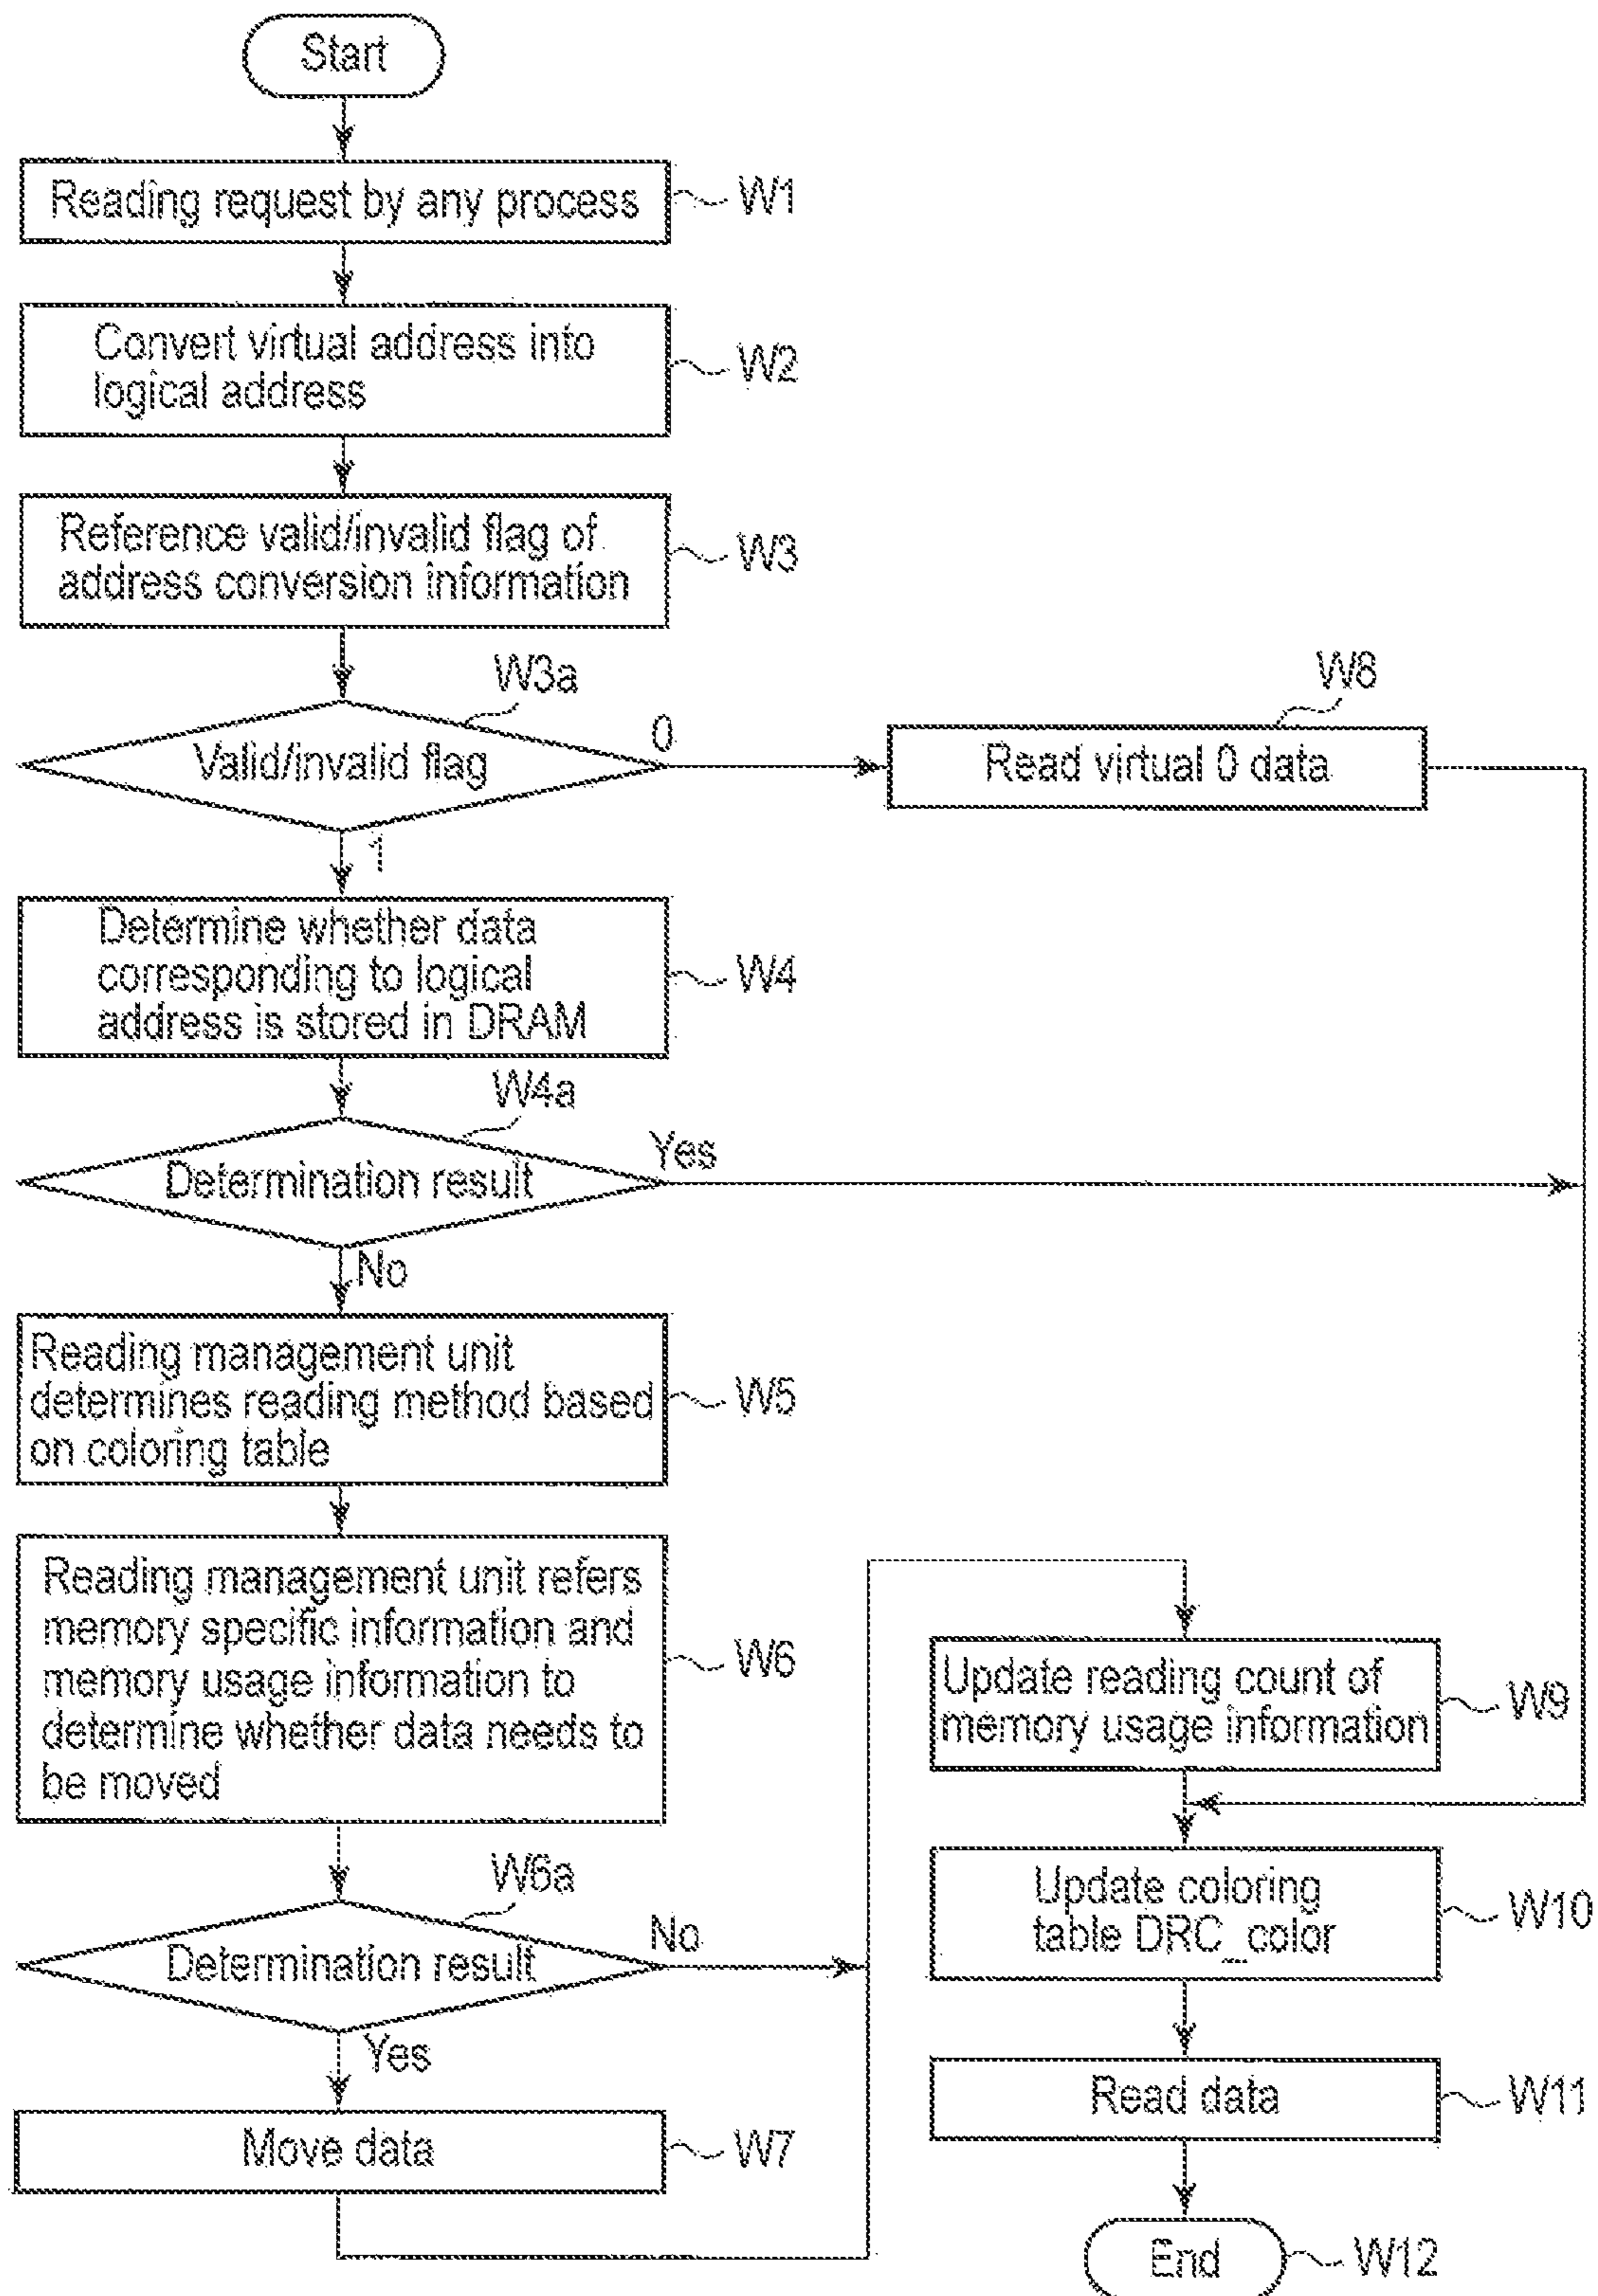 Start
Reading request by any process
W1
Convert virtual address into
logical address
W2
Reference valid/invalid flag of
address conversion information
W3
W3a
Valid/invalid flag
0
1
W8
Read virtual 0 data
Determine whether data
corresponding to logical
address is stored in DRAM
W4
W4a
Determination result
Yes
No
Reading management unit
determines reading method based
on coloring table
W5
Reading management unit refers
memory specific information and
memory usage information to
determine whether data needs to
be moved
W6
W6a
Determination result
No
Yes
Move data
W7
Update reading count of
memory usage information
W9
Update coloring
table DRC_color
W10
Read data
W11
End
W12